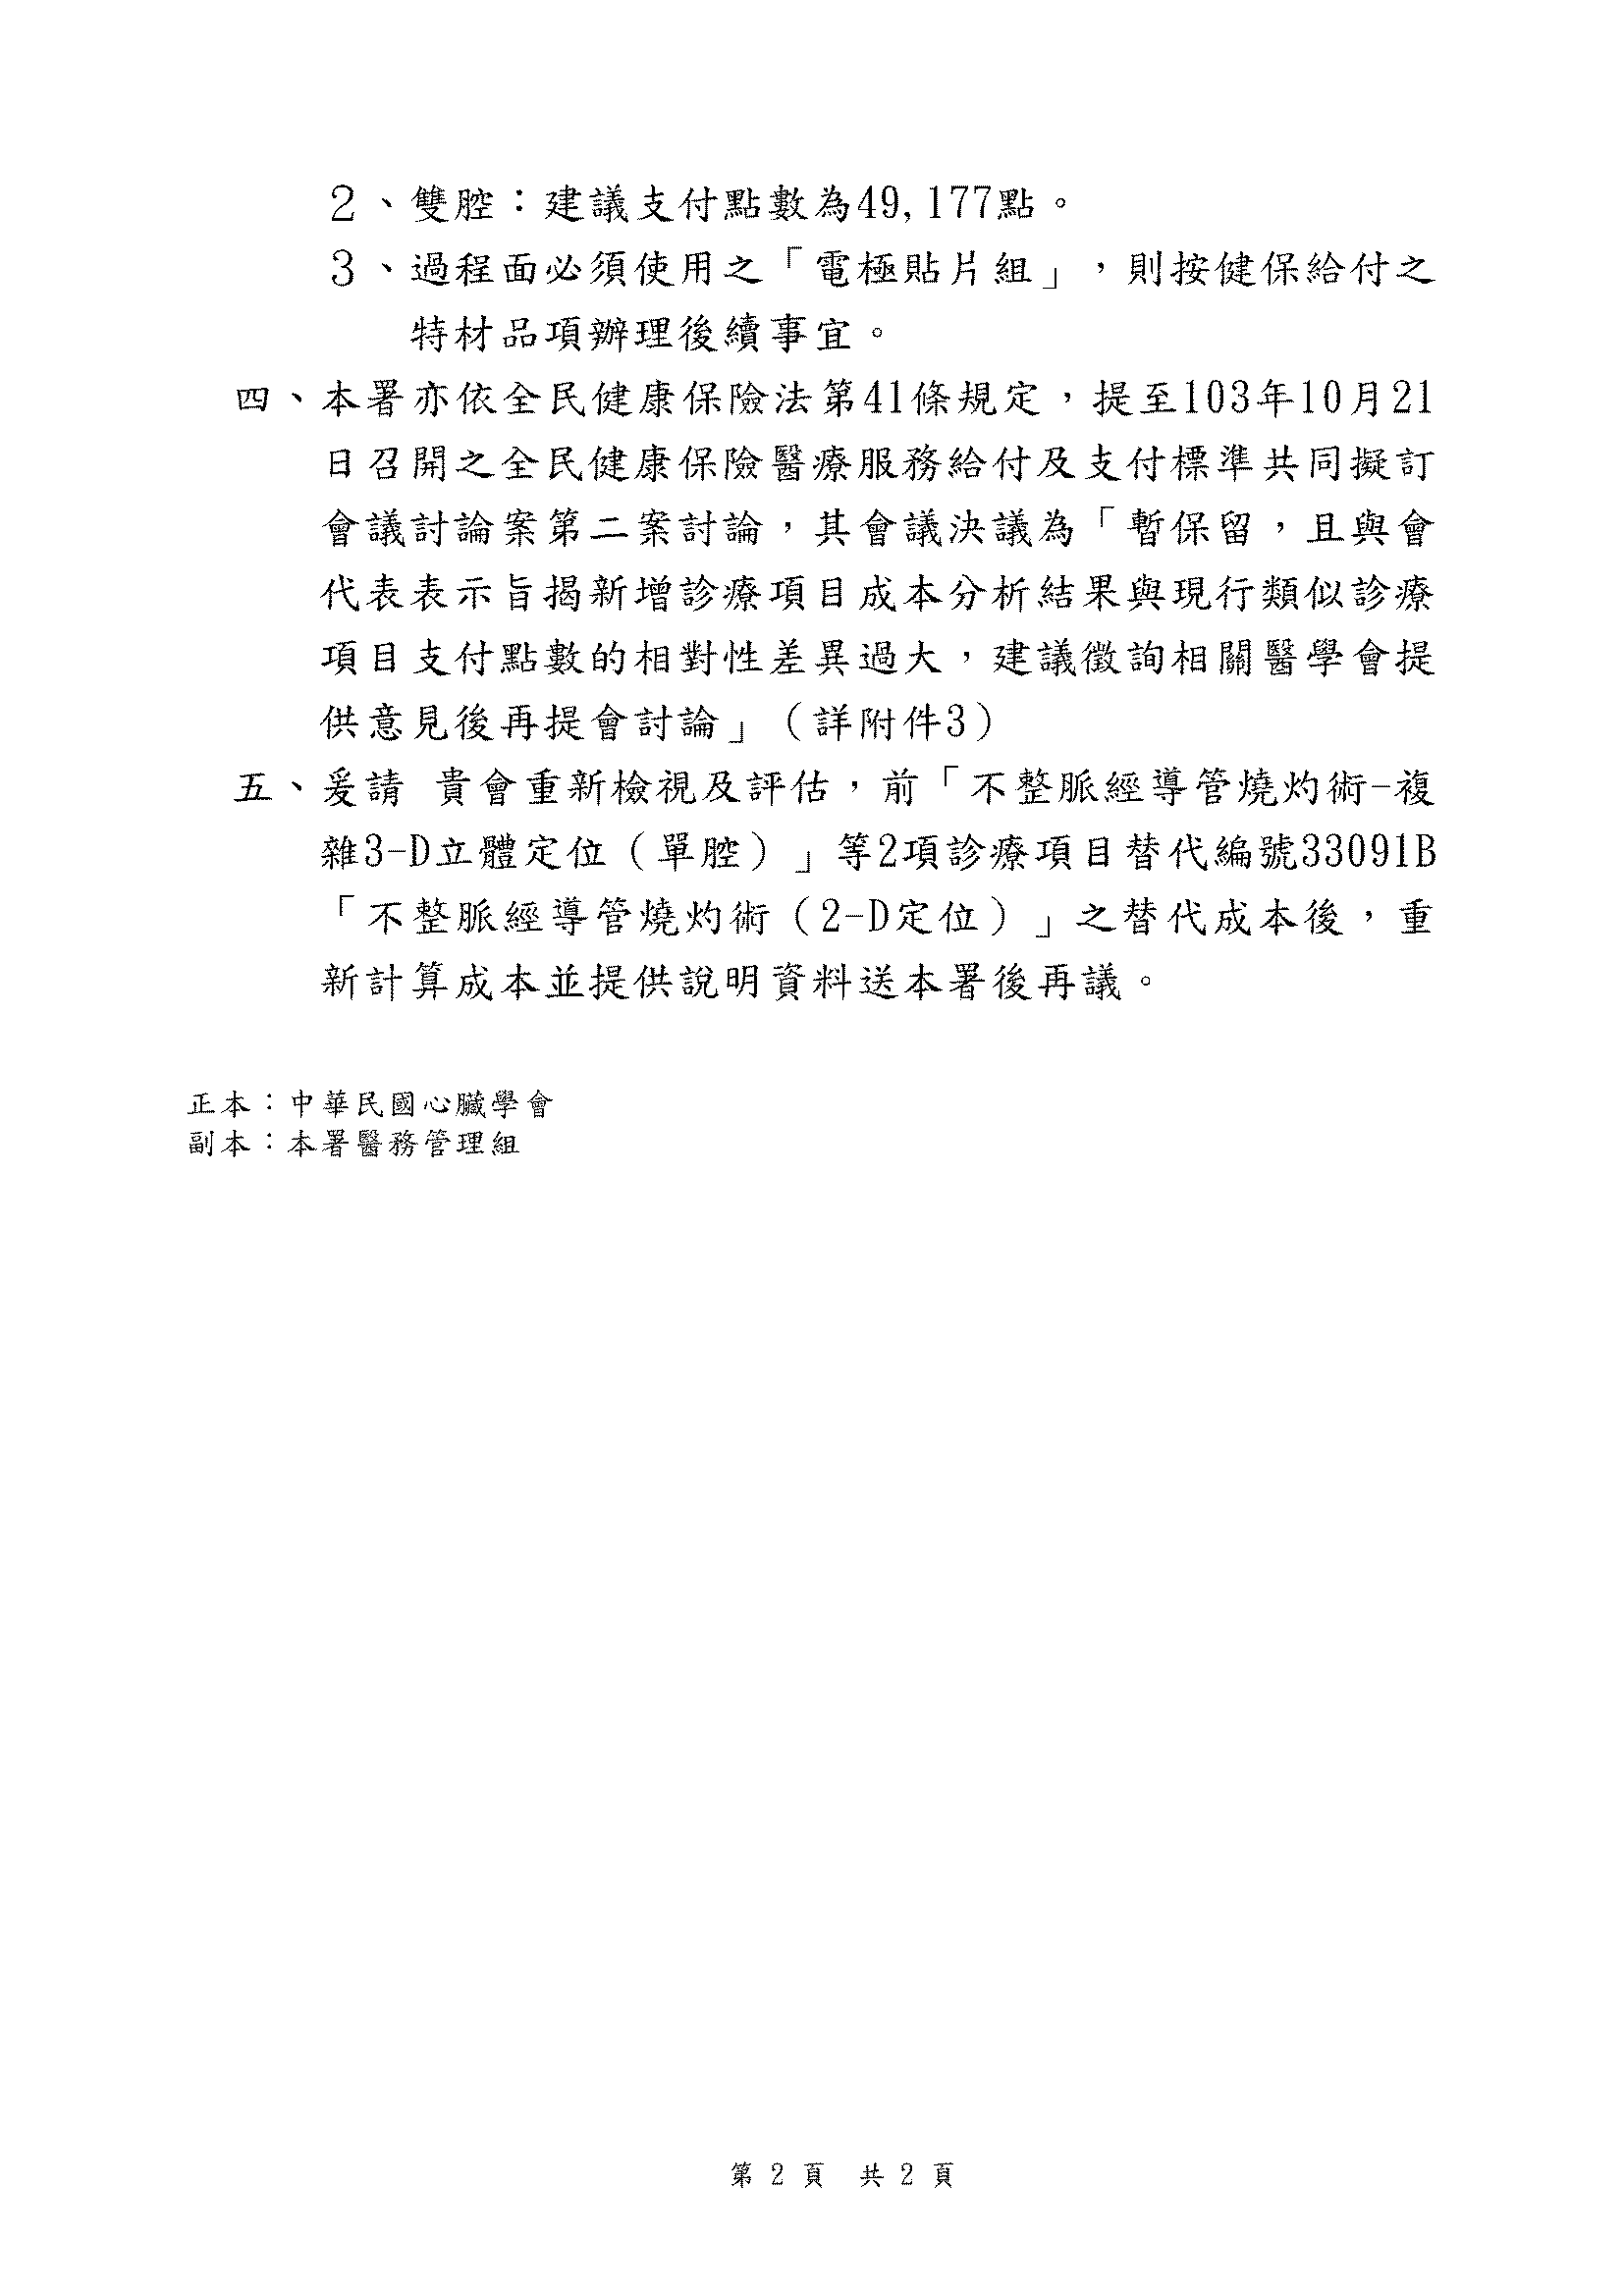 ２、雙腔：建議支付點數為49,177點。
３、過程面必須使用之「電極貼片組」，則按健保給付之
特材品項辦理後續事宜。
四、本署亦依全民健康保險法第41條規定，提至103年10月21
日召開之全民健康保險醫療服務給付及支付標準共同擬訂
會議討論案第二案討論，其會議決議為「暫保留，且與會
代表表示旨揭新增診療項目成本分析結果與現行類似診療
項目支付點數的相對性差異過大，建議徵詢相關醫學會提
供意見後再提會討論」（詳附件3）
五、爰請 貴會重新檢視及評估，前「不整脈經導管燒灼術-複
雜3-D立體定位（單腔）」等2項診療項目替代編號33091B
「不整脈經導管燒灼術（2-D定位）」之替代成本後，重
新計算成本並提供說明資料送本署後再議。
正本：中華民國心臟學會
副本：本署醫務管理組
第 2 頁 共 2 頁